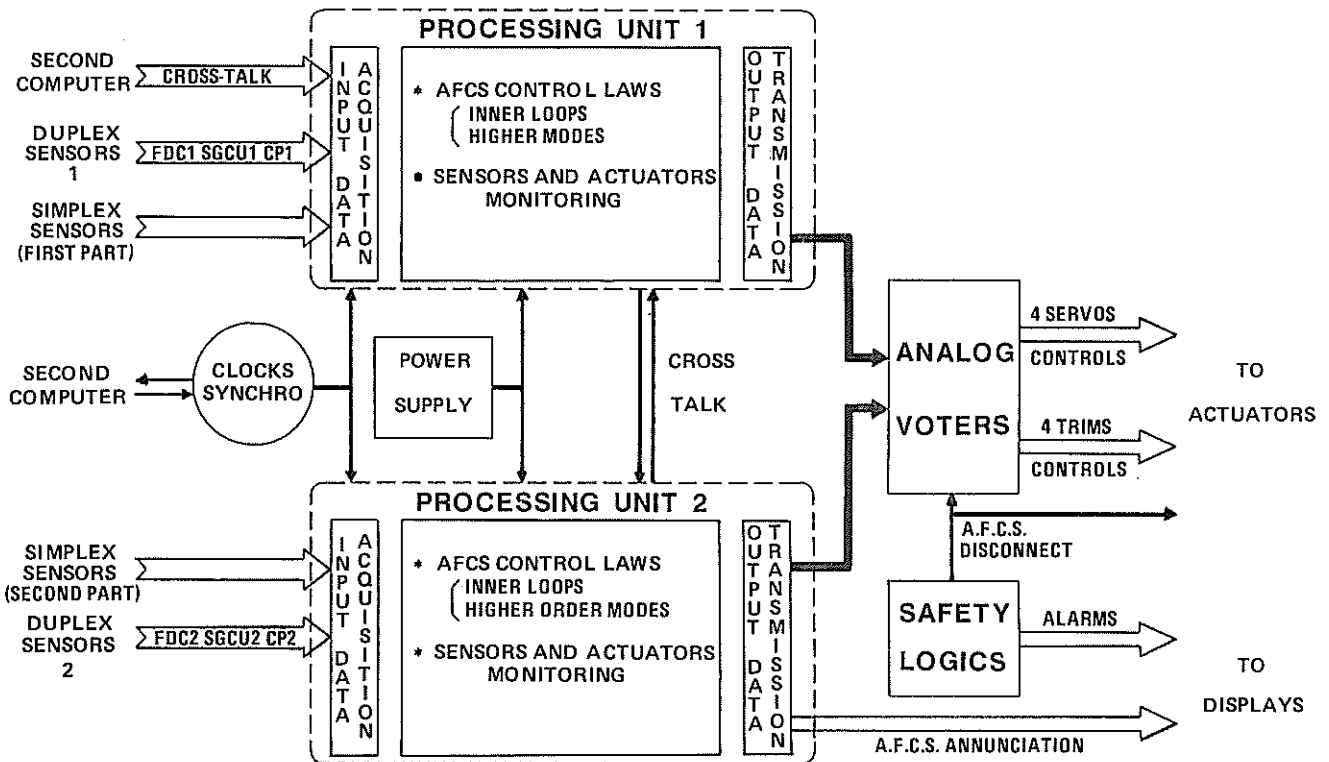 PROCESSING UNIT 1
SECOND
COMPUTER
CROSS-TALK
DUPLEX
SENSORS
1
FDC1 SGCU1 CP1
SIMPLEX
SENSORS
(FIRST PART)
INPUT DATA
ACQUISITION
* AFCS CONTROL LAWS
INNER LOOPS
HIGHER MODES
■ SENSORS AND ACTUATORS
MONITORING
OUTPUT DATA
TRANSMISSION
SECOND
COMPUTER
CLOCKS
SYNCHRO
POWER
SUPPLY
CROSS
TALK
ANALOG
VOTERS
4 SERVOS
CONTROLS
4 TRIMS
CONTROLS
TO
ACTUATORS
PROCESSING UNIT 2
SIMPLEX
SENSORS
(SECOND PART)
DUPLEX
SENSORS
2
FDC2 SGCU2 CP2
INPUT DATA
ACQUISITION
* AFCS CONTROL LAWS
INNER LOOPS
HIGHER ORDER MODES
* SENSORS AND ACTUATORS
MONITORING
OUTPUT DATA
TRANSMISSION
A.F.C.S.
DISCONNECT
SAFETY
LOGICS
ALARMS
A.F.C.S. ANNUNCIATION
TO
DISPLAYS